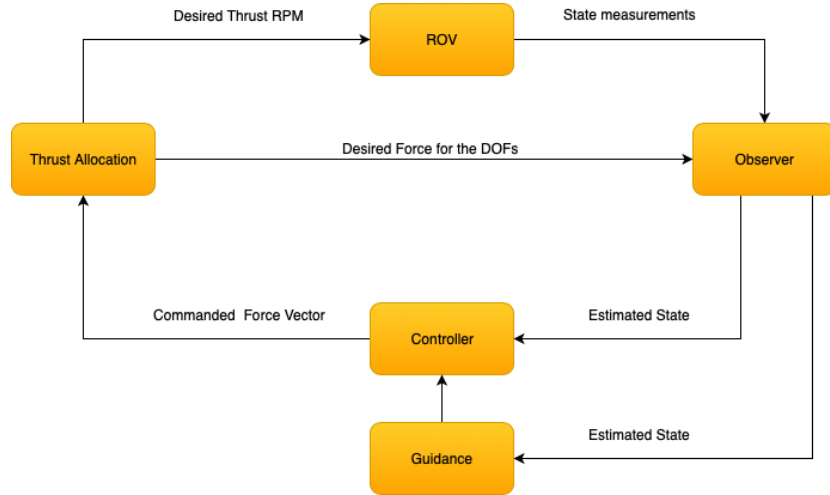 Desired Thrust RPM
State measurements
ROV
Thrust Allocation
Desired Force for the DOFs
Observer
Commanded  Force Vector
Estimated State
Controller
Estimated State
Guidance